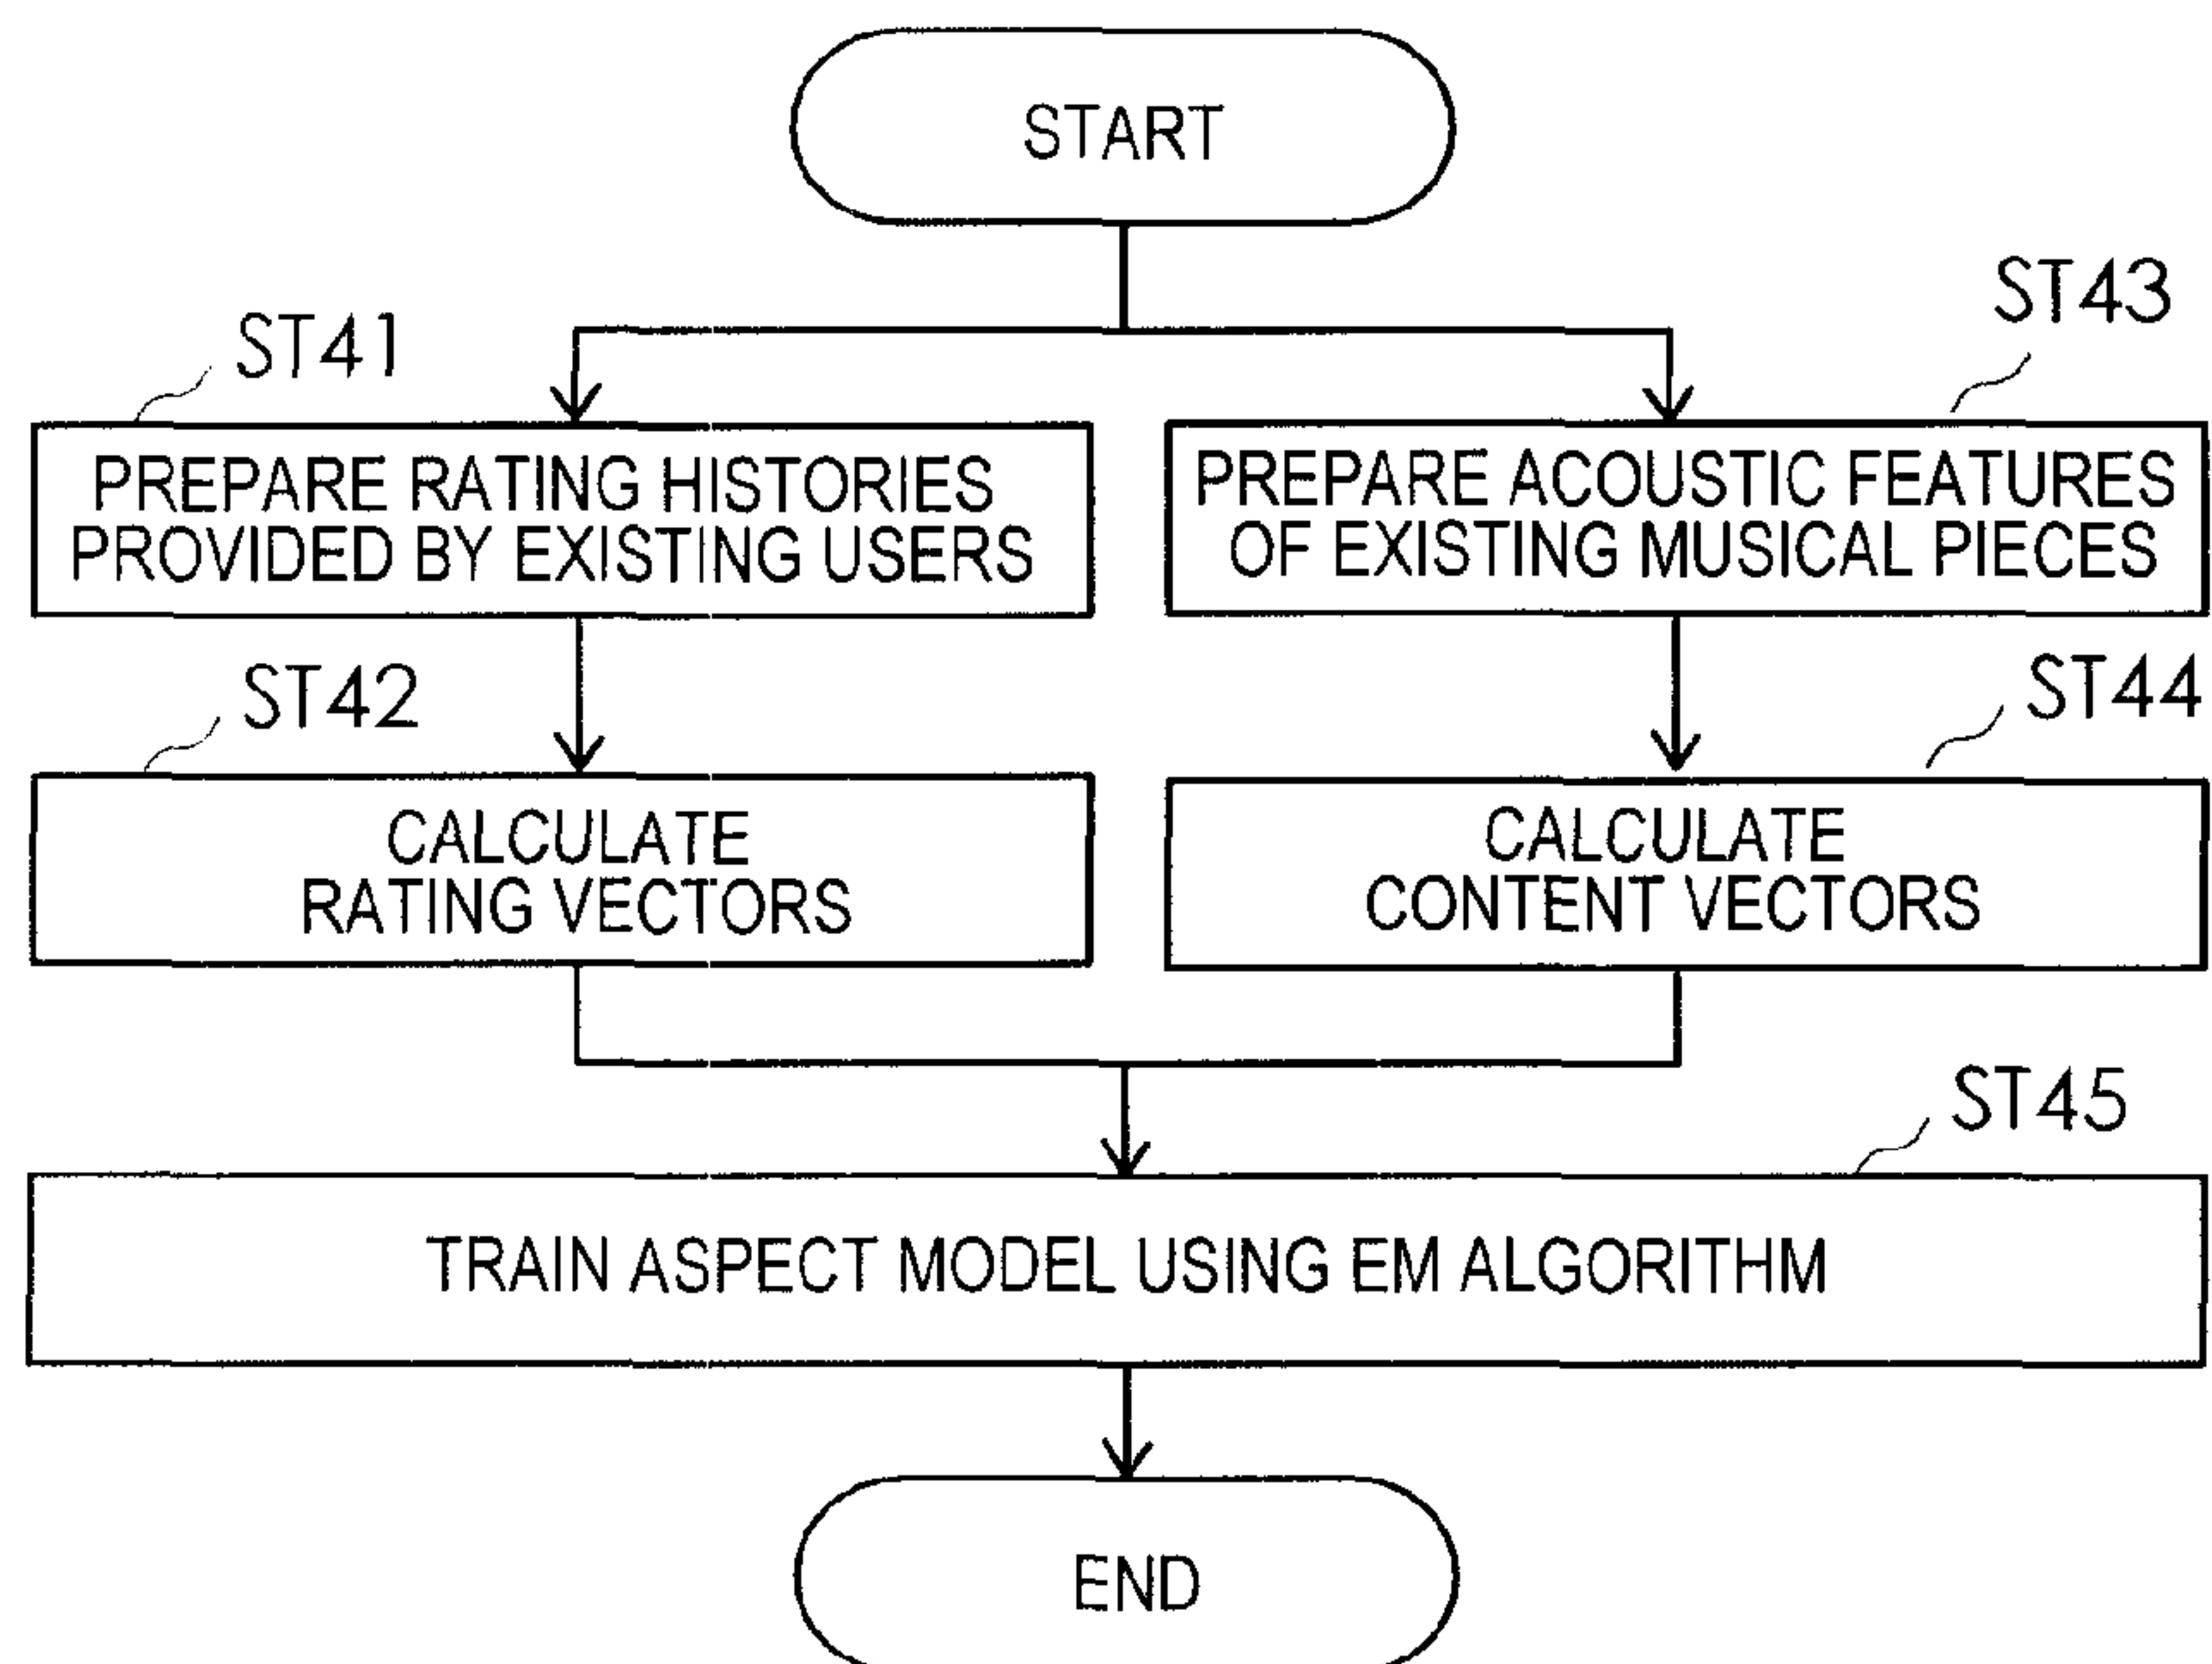 START
ST41
PREPARE RATING HISTORIES
PROVIDED BY EXISTING USERS
ST43
PREPARE ACOUSTIC FEATURES
OF EXISTING MUSICAL PIECES
ST42
CALCULATE
RATING VECTORS
ST44
CALCULATE
CONTENT VECTORS
ST45
TRAIN ASPECT MODEL USING EM ALGORITHM
END